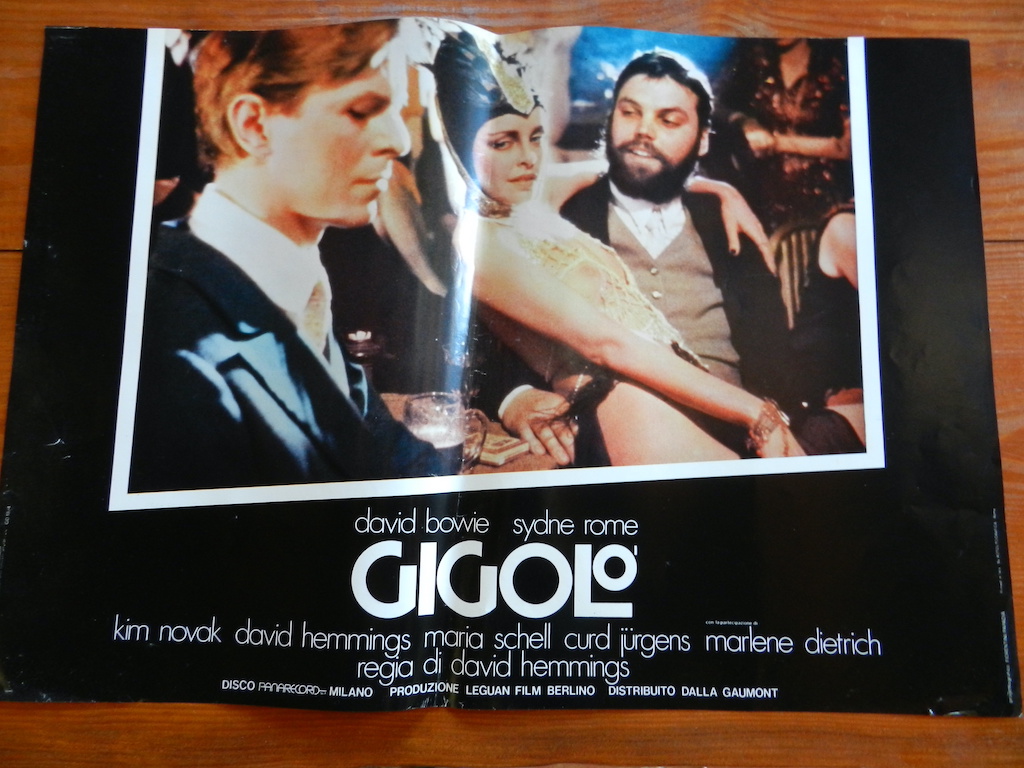 david bowie sydne rome
GIGOLÒ
con la partecipazione di
kim novak david hemmings maria schell curd jürgens marlene dietrich
regia di david hemmings
DISCO PANARECORD MILANO PRODUZIONE LEGUAN FILM BERLINO DISTRIBUITO DALLA GAUMONT